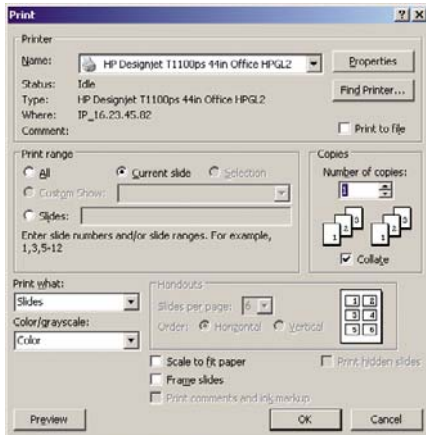 Print
Printer
Name: HP Designjet T1100ps 44in Office HPGL2 Properties
Status: Idle Find Printer...
Type: HP Designjet T1100ps 44in Office HPGL2
Where: IP_16.23.45.82
Comment: Print to file
Print range Copies
All Current slide Selection Number of copies:
Custom Show: 1
Slides:
Enter slide numbers and/or slide ranges. For example,
1,3,5-12
Collate
Print what: Handouts
Slides Slides per page: 6
Color/grayscale: Order: Horizontal Vertical
Color
Scale to fit paper Print hidden slides
Frame slides
Print comments and ink markup
Preview OK Cancel